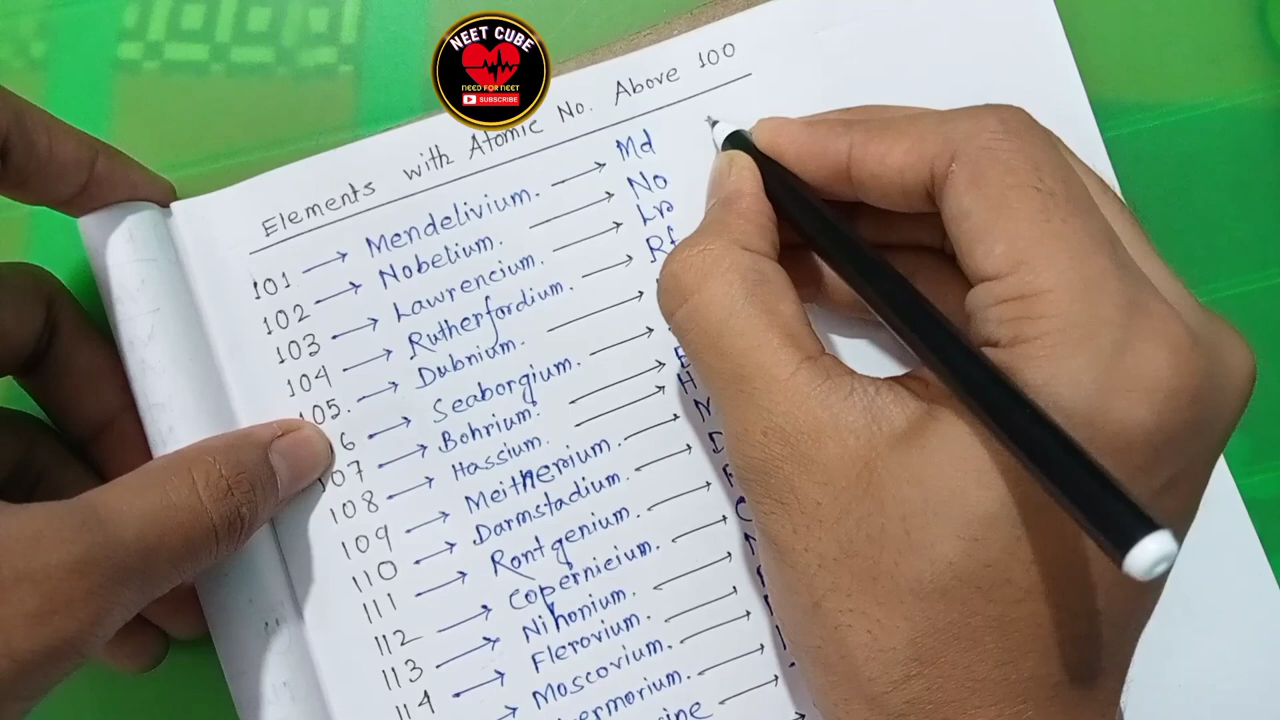 NEET CUBE
NEED FOR NEET
SUBSCRIBE
Elements with Atomic No. Above 100
101 → Mendelivium. → Md
102 → Nobelium. → No
103 → Lawrencium. → Lr
104 → Rutherfordium. → Rf
105. → Dubnium. →
6 → Seaborgium. →
107 → Bohrium. →
108 → Hassium. → H
109 → Meitherium. →
110 → Darmstadium. → D
111 → Rontgenium. →
112 → Copernicium. →
113 → Nihonium. →
114 → Flerovium. →
→ Moscovium. →